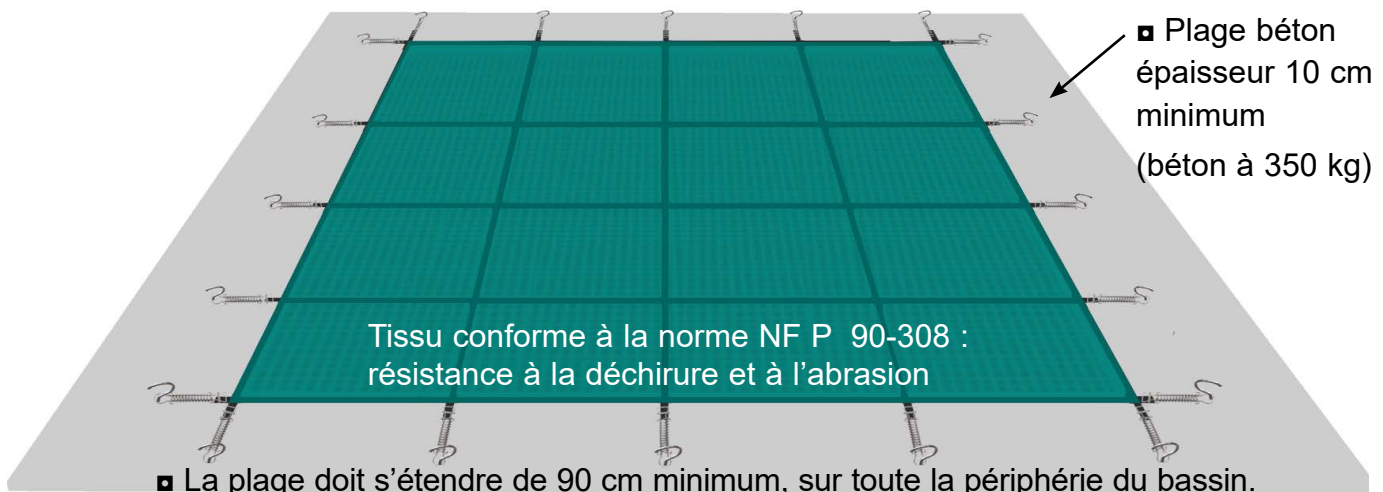 ◘ Plage béton
épaisseur 10 cm
minimum
(béton à 350 kg)
Tissu conforme à la norme NF P 90-308 :
résistance à la déchirure et à l’abrasion
◘ La plage doit s’étendre de 90 cm minimum, sur toute la périphérie du bassin.